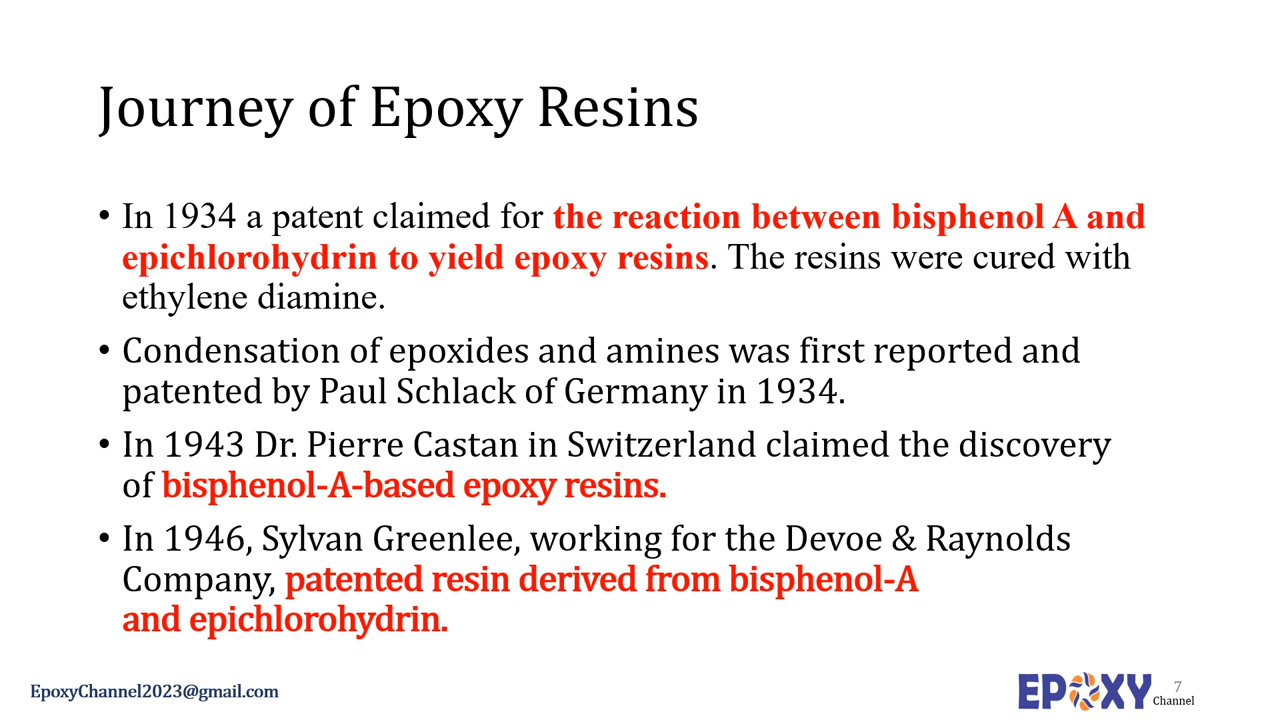 Journey of Epoxy Resins
• In 1934 a patent claimed for the reaction between bisphenol A and
epichlorohydrin to yield epoxy resins. The resins were cured with
ethylene diamine.
• Condensation of epoxides and amines was first reported and
patented by Paul Schlack of Germany in 1934.
• In 1943 Dr. Pierre Castan in Switzerland claimed the discovery
of bisphenol-A-based epoxy resins.
• In 1946, Sylvan Greenlee, working for the Devoe & Raynolds
Company, patented resin derived from bisphenol-A
and epichlorohydrin.
EpoxyChannel2023@gmail.com
EPOXY Channel
7